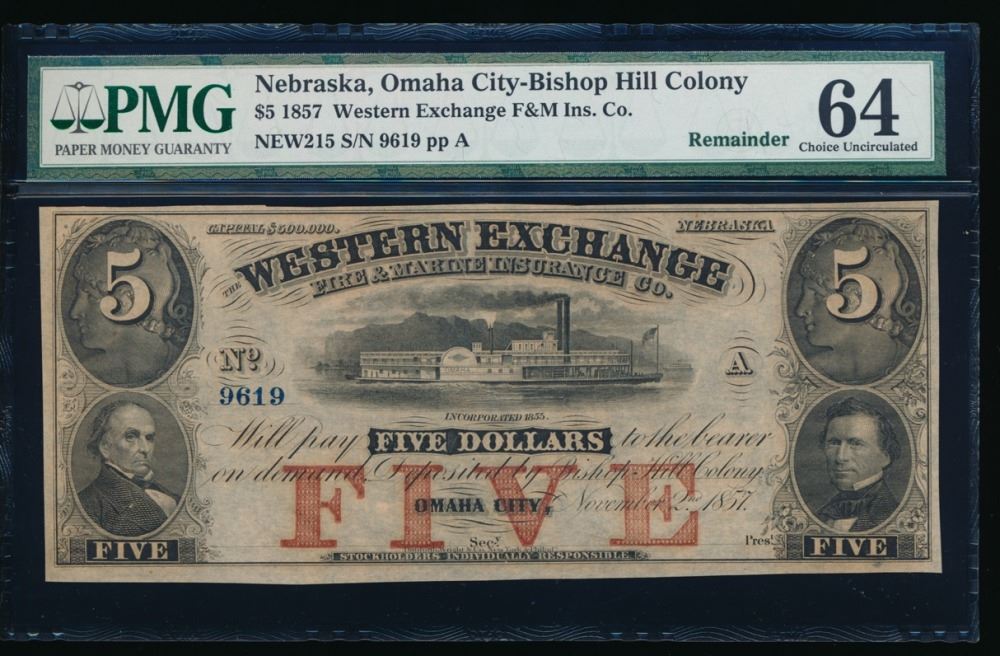 PMG
PAPER MONEY GUARANTY
Nebraska, Omaha City-Bishop Hill Colony
$5 1857 Western Exchange F&M Ins. Co.
NEW215 S/N 9619 pp A
Remainder
64
Choice Uncirculated
CAPITAL $500,000.
NEBRASKA
THE WESTERN EXCHANGE
FIRE & MARINE INSURANCE CO.
5
5
No
A
9619
INCORPORATED 1855.
Will pay FIVE DOLLARS to the bearer
on demand, Deposited by Bishop Hill Colony
FIVE
OMAHA CITY, November 2nd 1857.
Secy
Prest
FIVE
FIVE
STOCKHOLDERS INDIVIDUALLY RESPONSIBLE.